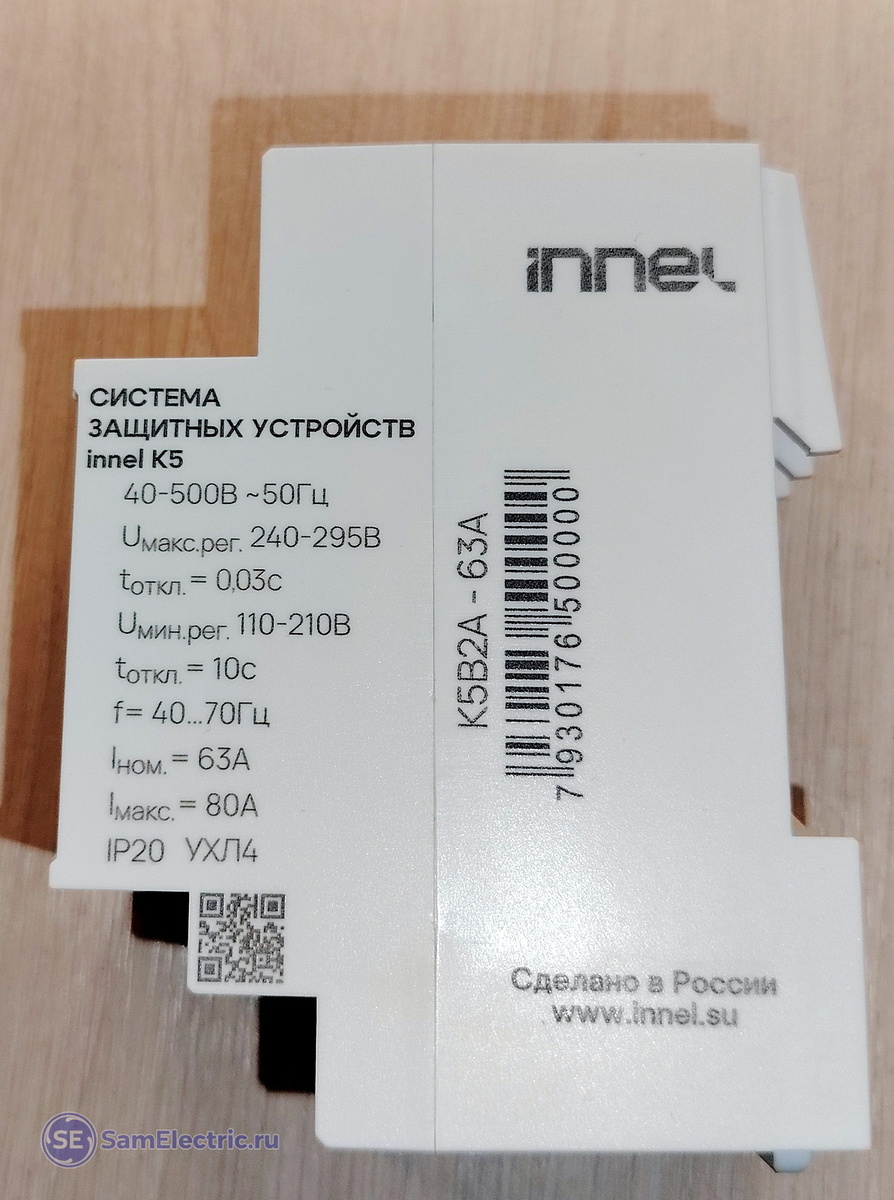 innel
СИСТЕМА
ЗАЩИТНЫХ УСТРОЙСТВ
innel K5
40-500В ~50Гц
Uмакс.рег. 240-295В
tоткл.= 0,03с
Uмин.рег. 110-210В
tоткл.= 10с
f= 40...70Гц
Iном.= 63А
Iмакс.= 80А
IP20 УХЛ4
K5B2A - 63A
7 930176 500000
Сделано в России
www.innel.su
SE SamElectric.ru